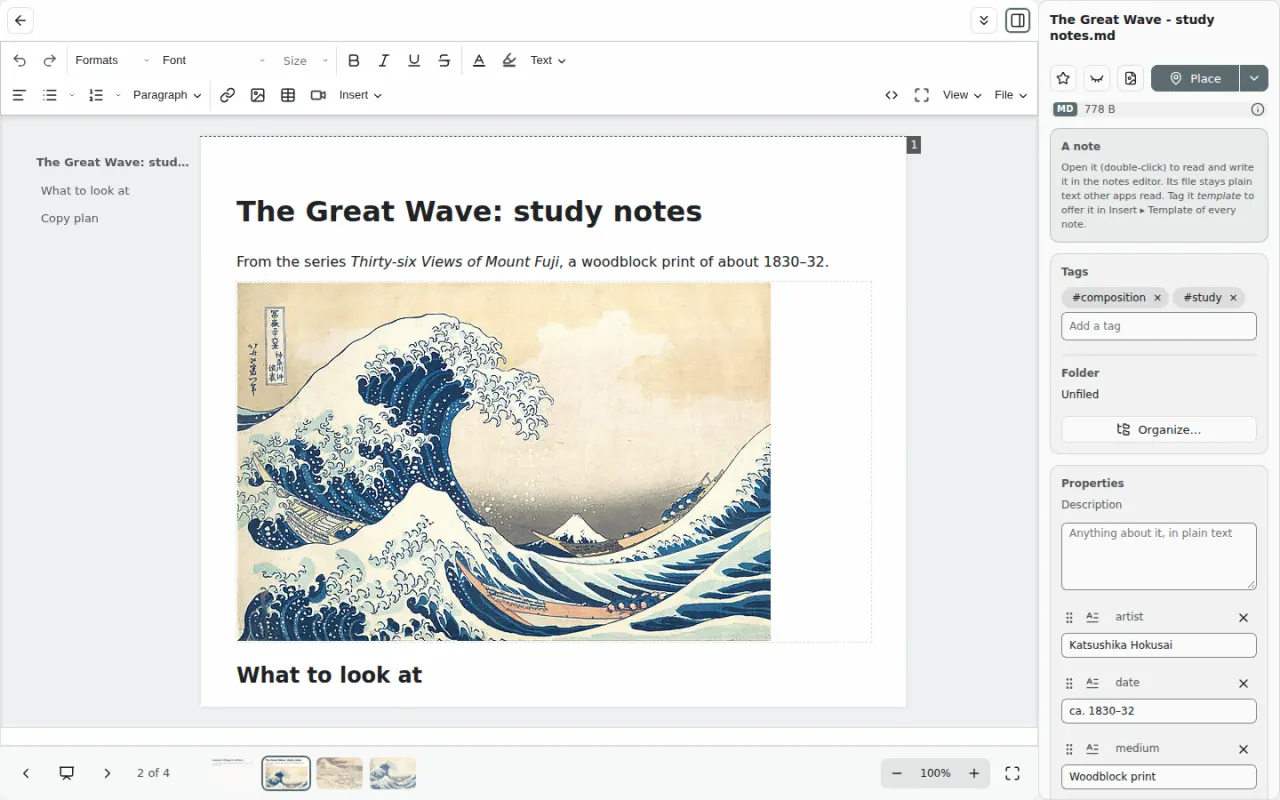 The Great Wave - study notes.md
Formats
Font
Size
Text
Paragraph
Insert
View
File
Place
MD 778 B
The Great Wave: stud...
What to look at
Copy plan
1
The Great Wave: study notes
From the series Thirty-six Views of Mount Fuji, a woodblock print of about 1830–32.
What to look at
A note
Open it (double-click) to read and write
it in the notes editor. Its file stays plain
text other apps read. Tag it template to
offer it in Insert ▸ Template of every
note.
Tags
#composition ×
#study ×
Add a tag
Folder
Unfiled
Organize...
Properties
Description
Anything about it, in plain text
artist
Katsushika Hokusai
date
ca. 1830–32
medium
Woodblock print
2 of 4
100%